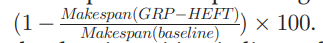 (1 − Makespan(GRP−HEFT) / Makespan(baseline)) × 100.